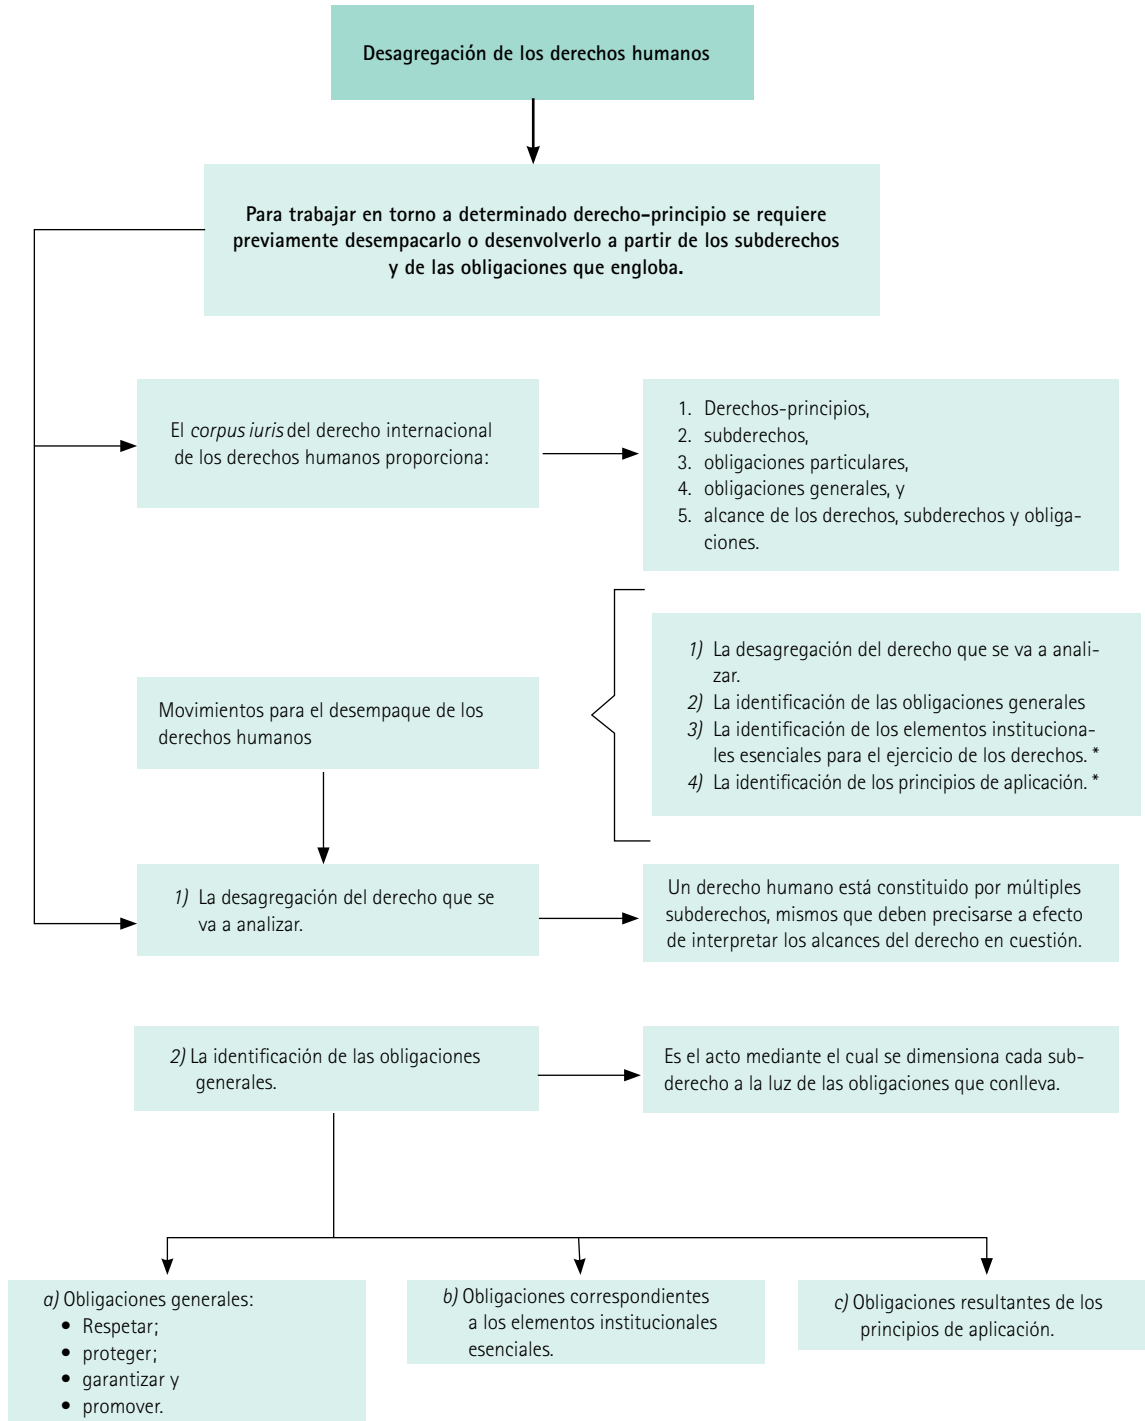 Desagregación de los derechos humanos
Para trabajar en torno a determinado derecho-principio se requiere
previamente desempacarlo o desenvolverlo a partir de los subderechos
y de las obligaciones que engloba.
El corpus iuris del derecho internacional
de los derechos humanos proporciona:
1. Derechos-principios,
2. subderechos,
3. obligaciones particulares,
4. obligaciones generales, y
5. alcance de los derechos, subderechos y obliga-
ciones.
Movimientos para el desempaque de los
derechos humanos
1) La desagregación del derecho que se va a anali-
zar.
2) La identificación de las obligaciones generales
3) La identificación de los elementos instituciona-
les esenciales para el ejercicio de los derechos. *
4) La identificación de los principios de aplicación. *
1) La desagregación del derecho que se
va a analizar.
Un derecho humano está constituido por múltiples
subderechos, mismos que deben precisarse a efecto
de interpretar los alcances del derecho en cuestión.
2) La identificación de las obligaciones
generales.
Es el acto mediante el cual se dimensiona cada sub-
derecho a la luz de las obligaciones que conlleva.
a) Obligaciones generales:
• Respetar;
• proteger;
• garantizar y
• promover.
b) Obligaciones correspondientes
a los elementos institucionales
esenciales.
c) Obligaciones resultantes de los
principios de aplicación.